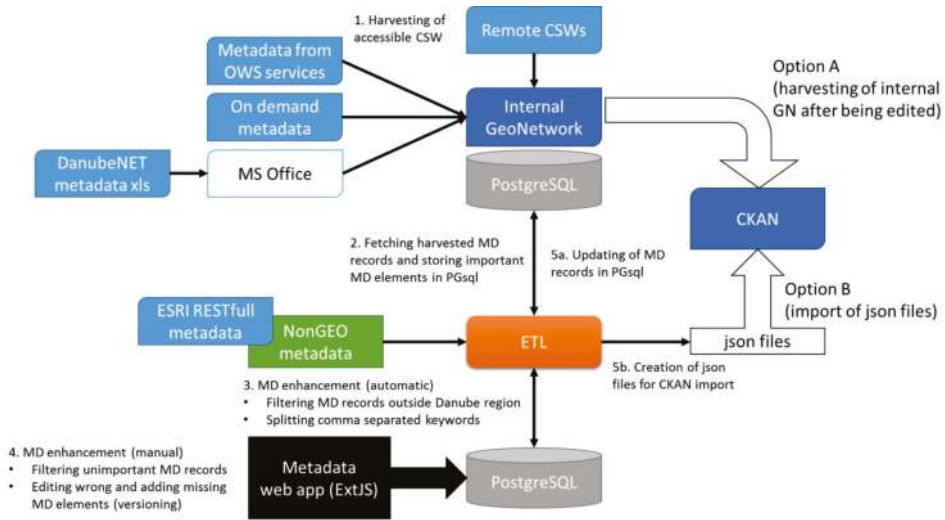 1. Harvesting of
accessible CSW
Remote CSWs
Metadata from
OWS services
On demand
metadata
DanubeNET
metadata xls
MS Office
Internal
GeoNetwork
PostgreSQL
Option A
(harvesting of internal
GN after being edited)
CKAN
2. Fetching harvested MD
records and storing important
MD elements in PGsql
5a. Updating of MD
records in PGsql
Option B
(import of json files)
json files
ESRI RESTfull
metadata
NonGEO
metadata
ETL
5b. Creation of json
files for CKAN import
3. MD enhancement (automatic)
• Filtering MD records outside Danube region
• Splitting comma separated keywords
4. MD enhancement (manual)
• Filtering unimportant MD records
• Editing wrong and adding missing
MD elements (versioning)
Metadata
web app (ExtJS)
PostgreSQL